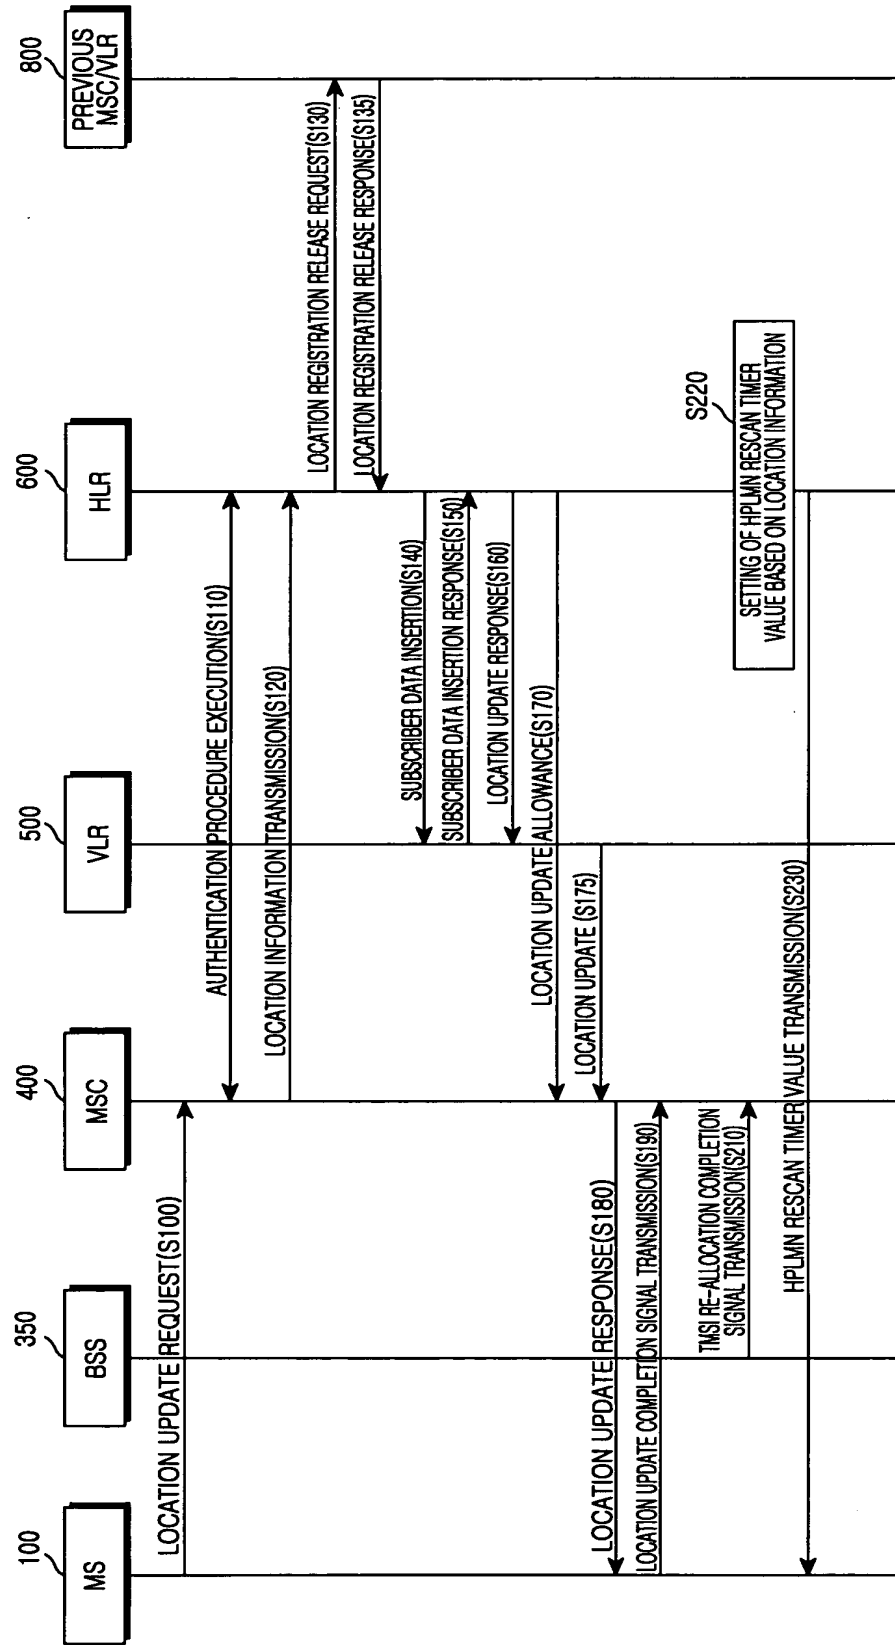 100
350
400
500
600
800
MS
BSS
MSC
VLR
HLR
PREVIOUS
MSC/VLR
LOCATION UPDATE REQUEST(S100)
AUTHENTICATION PROCEDURE EXECUTION(S110)
LOCATION INFORMATION TRANSMISSION(S120)
LOCATION REGISTRATION RELEASE REQUEST(S130)
LOCATION REGISTRATION RELEASE RESPONSE(S135)
SUBSCRIBER DATA INSERTION(S140)
SUBSCRIBER DATA INSERTION RESPONSE(S150)
LOCATION UPDATE RESPONSE(S160)
LOCATION UPDATE ALLOWANCE(S170)
LOCATION UPDATE (S175)
LOCATION UPDATE RESPONSE(S180)
LOCATION UPDATE COMPLETION SIGNAL TRANSMISSION(S190)
TMSI RE-ALLOCATION COMPLETION
SIGNAL TRANSMISSION(S210)
S220
SETTING OF HPLMN RESCAN TIMER
VALUE BASED ON LOCATION INFORMATION
HPLMN RESCAN TIMER VALUE TRANSMISSION(S230)